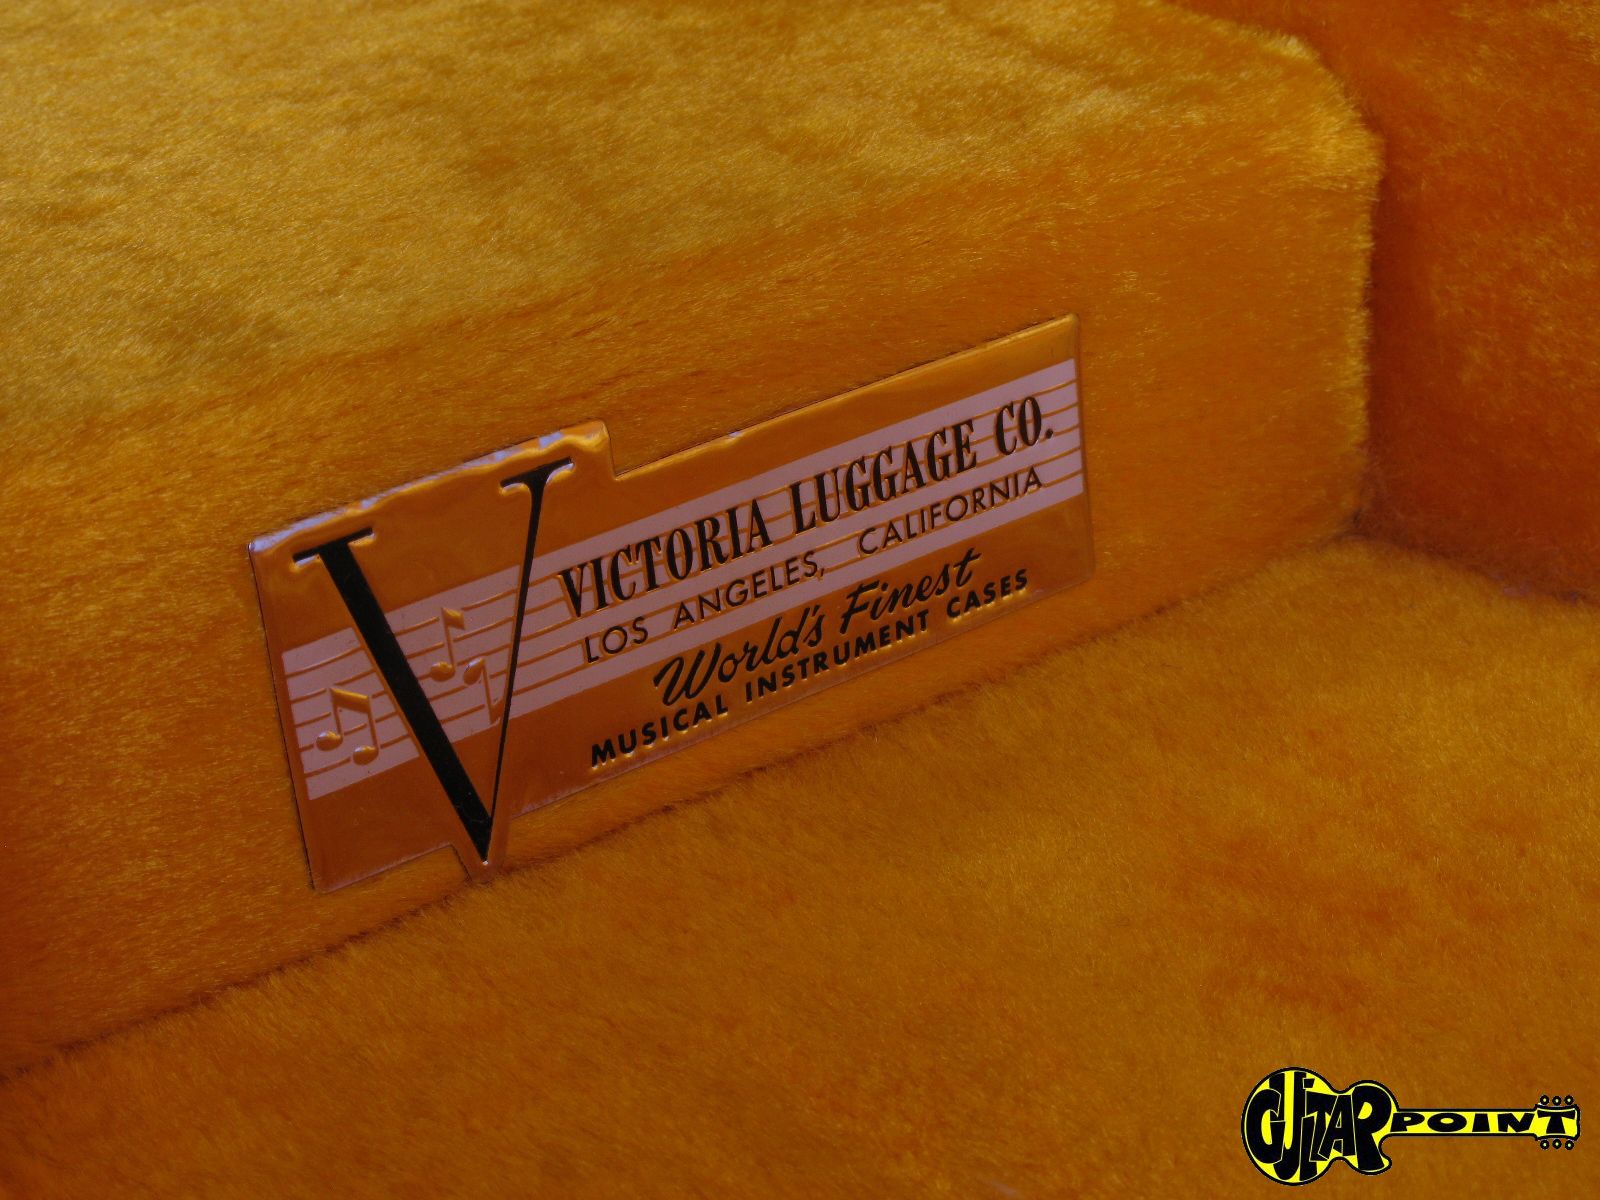 V
VICTORIA LUGGAGE CO.
LOS ANGELES, CALIFORNIA
World's Finest
MUSICAL INSTRUMENT CASES
GUITAR POINT